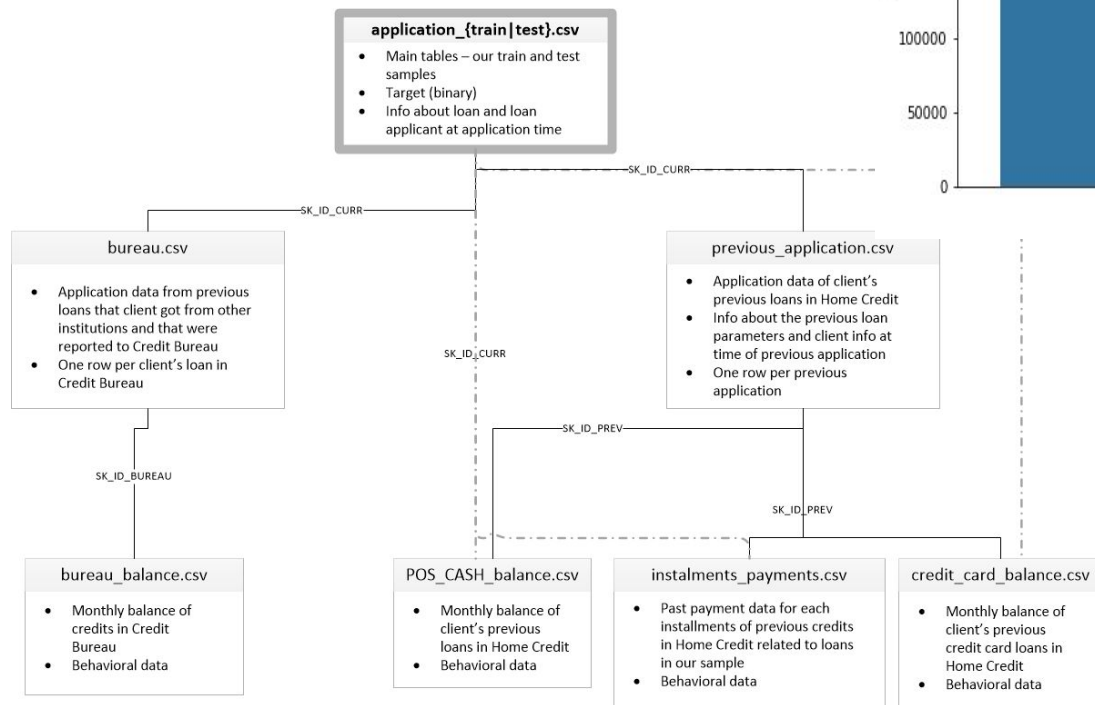 application_{train|test}.csv
• Main tables – our train and test
samples
• Target (binary)
• Info about loan and loan
applicant at application time
100000
50000
0
SK_ID_CURR
SK_ID_CURR
bureau.csv
• Application data from previous
loans that client got from other
institutions and that were
reported to Credit Bureau
• One row per client's loan in
Credit Bureau
previous_application.csv
• Application data of client's
previous loans in Home Credit
• Info about the previous loan
parameters and client info at
time of previous application
• One row per previous
application
SK_ID_CURR
SK_ID_PREV
SK_ID_BUREAU
SK_ID_PREV
bureau_balance.csv
• Monthly balance of
credits in Credit
Bureau
• Behavioral data
POS_CASH_balance.csv
• Monthly balance of
client's previous
loans in Home Credit
• Behavioral data
instalments_payments.csv
• Past payment data for each
installments of previous credits
in Home Credit related to loans
in our sample
• Behavioral data
credit_card_balance.csv
• Monthly balance of
client's previous
credit card loans in
Home Credit
• Behavioral data